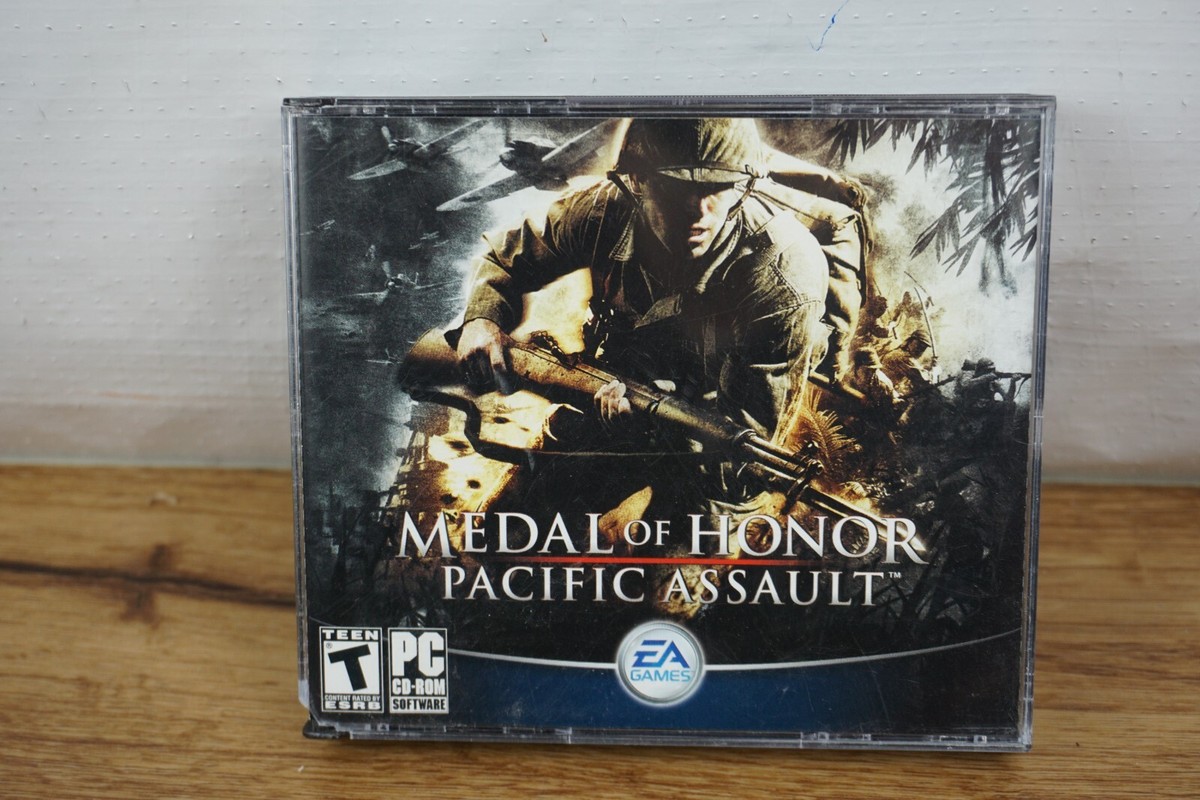 MEDAL OF HONOR
PACIFIC ASSAULT™
TEEN
T
CONTENT RATED BY
ESRB
PC
CD-ROM
SOFTWARE
EA
GAMES